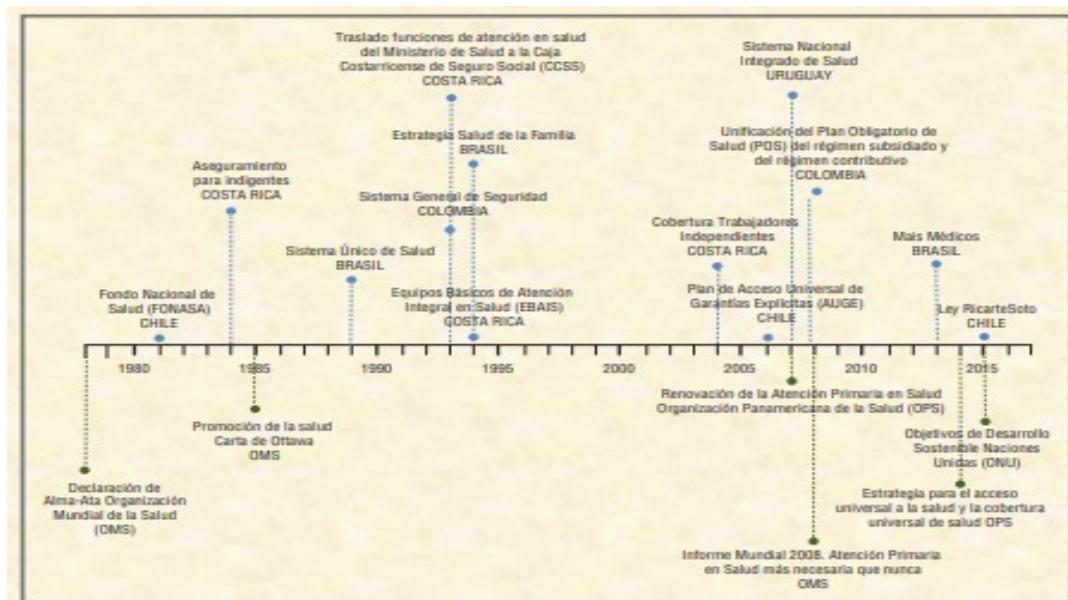 Traslado funciones de atención en salud
del Ministerio de Salud a la Caja
Costarricense de Seguro Social (CCSS)
COSTA RICA
Sistema Nacional
Integrado de Salud
URUGUAY
Estrategia Salud de la Familia
BRASIL
Unificación del Plan Obligatorio de
Salud (POS) del régimen subsidiado y
del régimen contributivo
COLOMBIA
Aseguramiento
para indigentes
COSTA RICA
Sistema General de Seguridad
COLOMBIA
Cobertura Trabajadores
Independientes
COSTA RICA
Mais Médicos
BRASIL
Sistema Único de Salud
BRASIL
Fondo Nacional de
Salud (FONASA)
CHILE
Equipos Básicos de Atención
Integral en Salud (EBAIS)
COSTA RICA
Plan de Acceso Universal de
Garantías Explícitas (AUGE)
CHILE
Ley RicarteSoto
CHILE
1980 1985 1990 1995 2000 2005 2010 2015
Renovación de la Atención Primaria en Salud
Organización Panamericana de la Salud (OPS)
Promoción de la salud
Carta de Ottawa
OMS
Objetivos de Desarrollo
Sostenible Naciones
Unidas (ONU)
Declaración de
Alma-Ata Organización
Mundial de la Salud
(OMS)
Estrategia para el acceso
universal a la salud y la cobertura
universal de salud OPS
Informe Mundial 2008. Atención Primaria
en Salud más necesaria que nunca
OMS